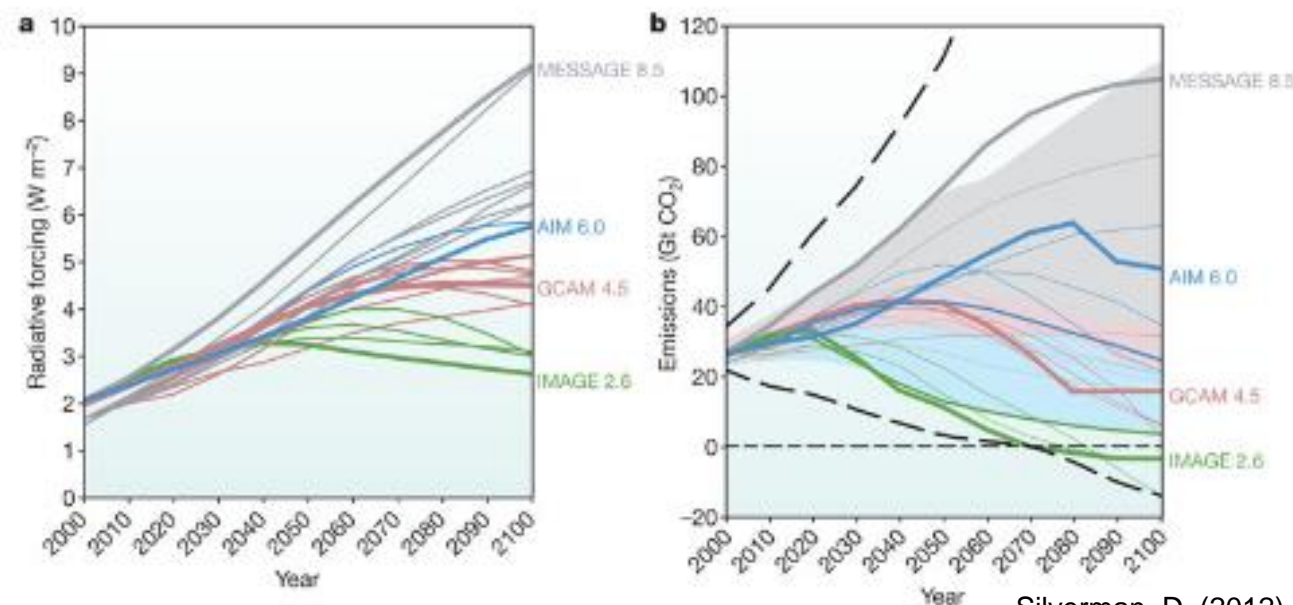 a
10
9
8
7
6
5
4
3
2
1
0
Radiative forcing (W m⁻²)
2000 2010 2020 2030 2040 2050 2060 2070 2080 2090 2100
Year
MESSAGE 8.5
AIM 6.0
GCAM 4.5
IMAGE 2.6
b
120
100
80
60
40
20
0
–20
Emissions (Gt CO₂)
2000 2010 2020 2030 2040 2050 2060 2070 2080 2090 2100
Year
MESSAGE 8.5
AIM 6.0
GCAM 4.5
IMAGE 2.6
Silverman, D. (2012)